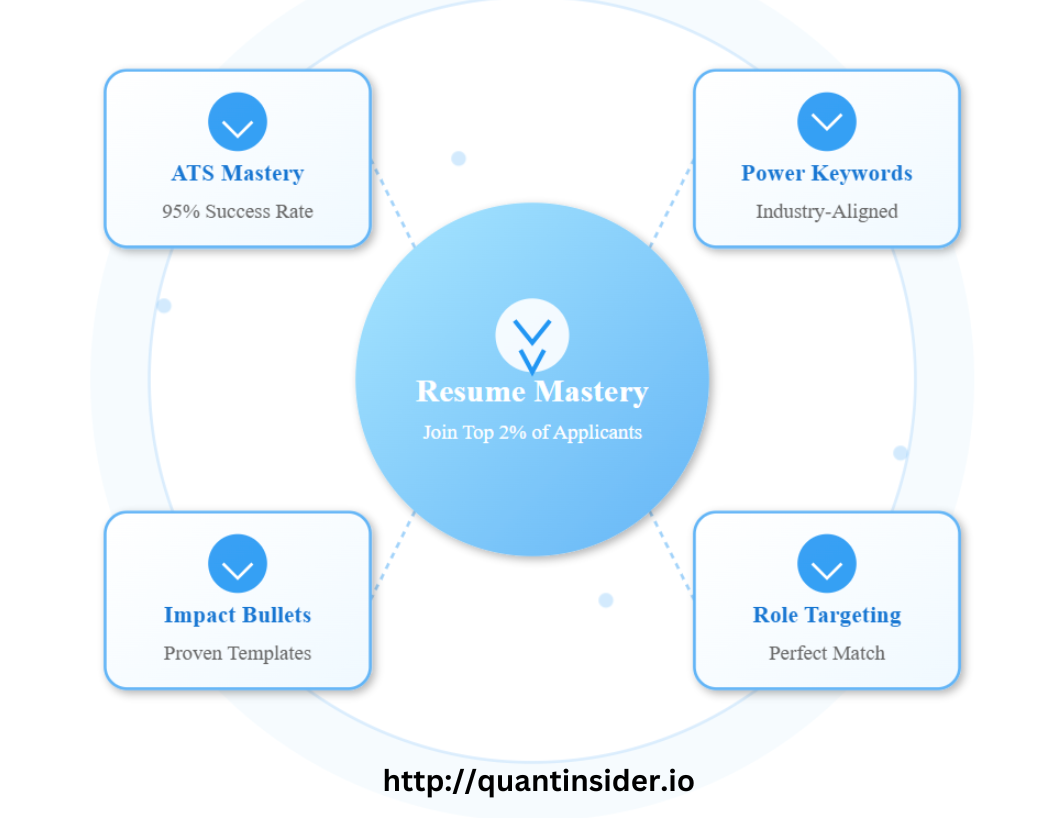 ATS Mastery
95% Success Rate
Power Keywords
Industry-Aligned
Resume Mastery
Join Top 2% of Applicants
Impact Bullets
Proven Templates
Role Targeting
Perfect Match
http://quantinsider.io